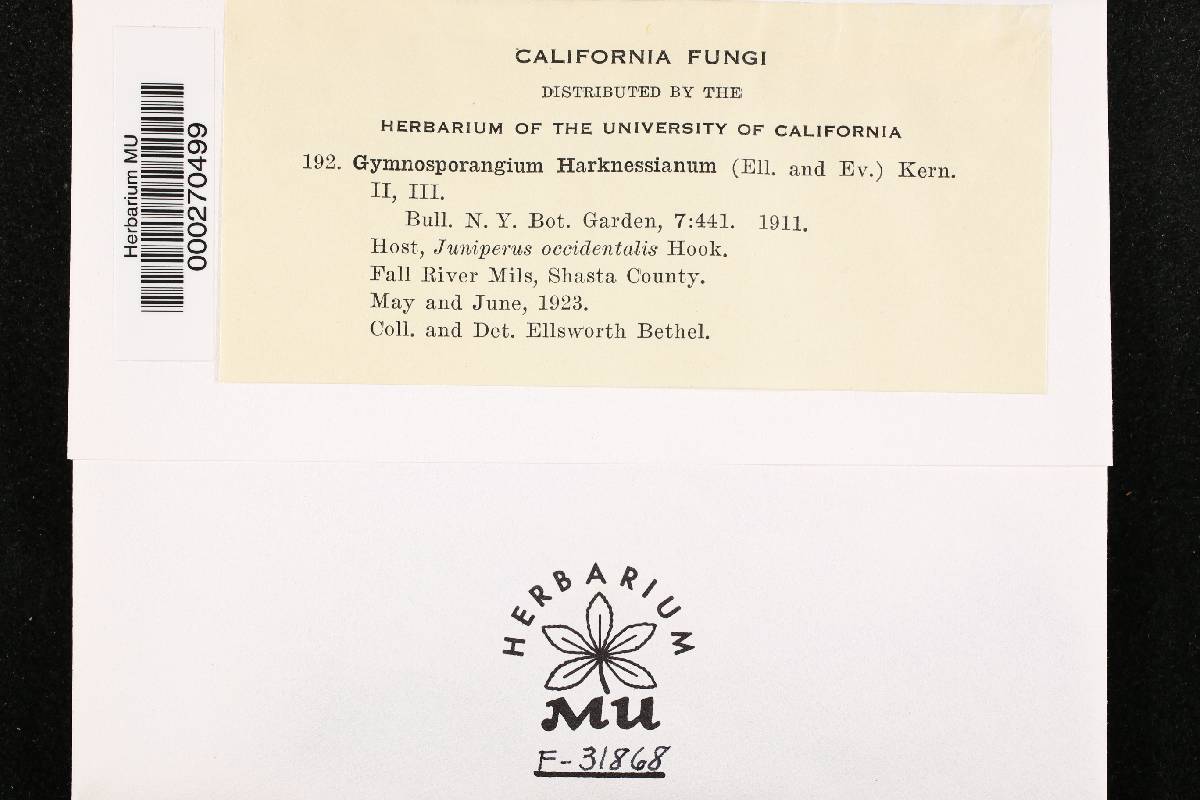 CALIFORNIA FUNGI
DISTRIBUTED BY THE
HERBARIUM OF THE UNIVERSITY OF CALIFORNIA
192. Gymnosporangium Harknessianum (Ell. and Ev.) Kern.
II, III.
Bull. N. Y. Bot. Garden, 7:441. 1911.
Host, Juniperus occidentalis Hook.
Fall River Mils, Shasta County.
May and June, 1923.
Coll. and Det. Ellsworth Bethel.
Herbarium MU
000270499
HERBARIUM
MU
F-31868